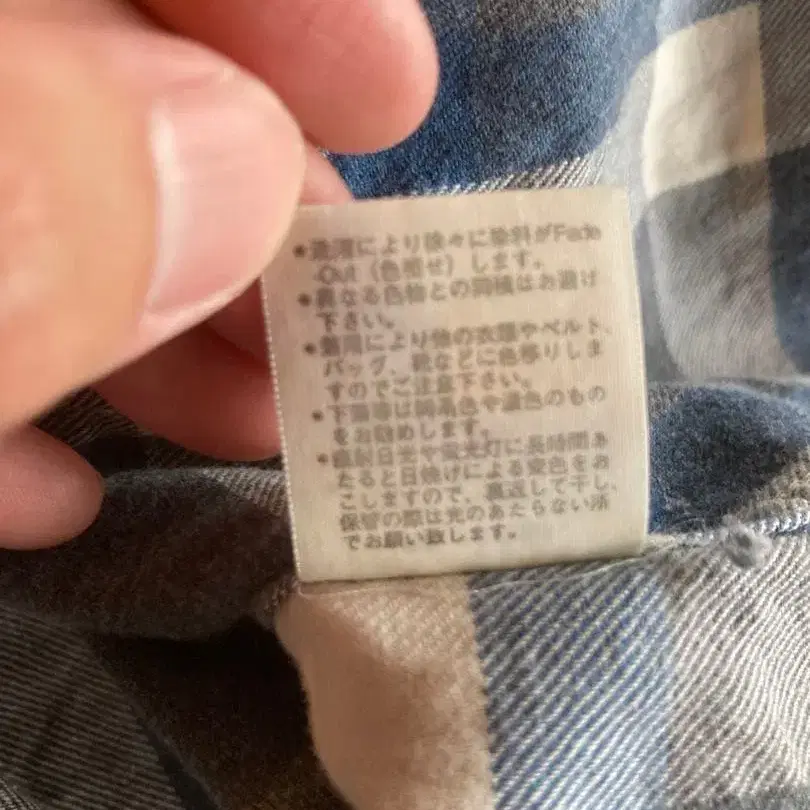 ●洗濯により徐々に染料がFade
Out（色褪せ）します。
●異なる色物との同橋はお避け
下さい。
●着用により他の衣類やベルト、
バッグ、靴などに色移りしま
すのでご注意下さい。
●下着等は同系色や濃色のもの
をお勧めします。
●直射日光や蛍光灯に長時間あ
たると日焼けによる変色をお
こしますので、裏返して干し、
保管の際は光のあたらない所
でお願い致します。